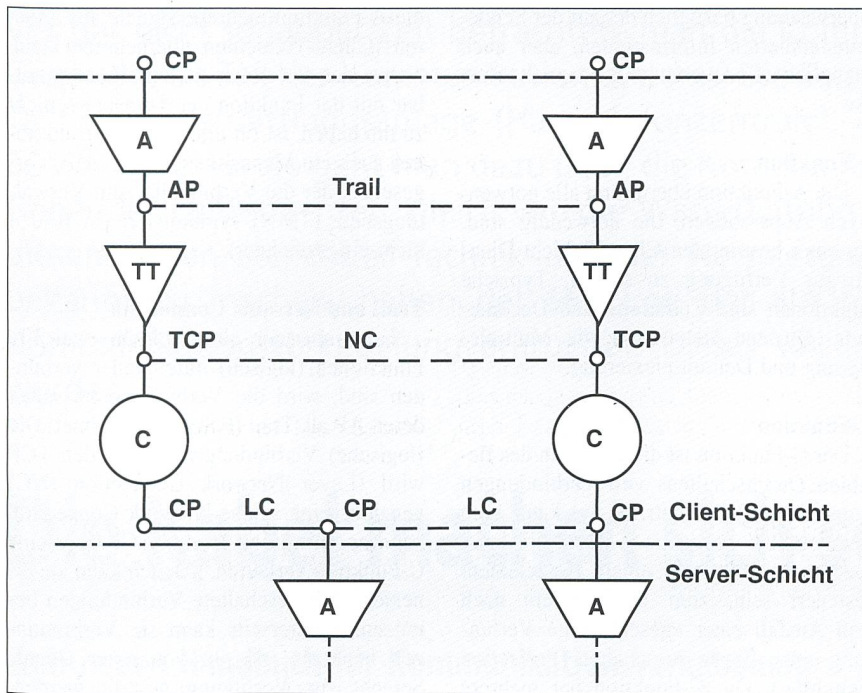 CP CP
A A
AP Trail AP
TT TT
TCP NC TCP
C C
CP LC CP LC CP
Client-Schicht
Server-Schicht
A A